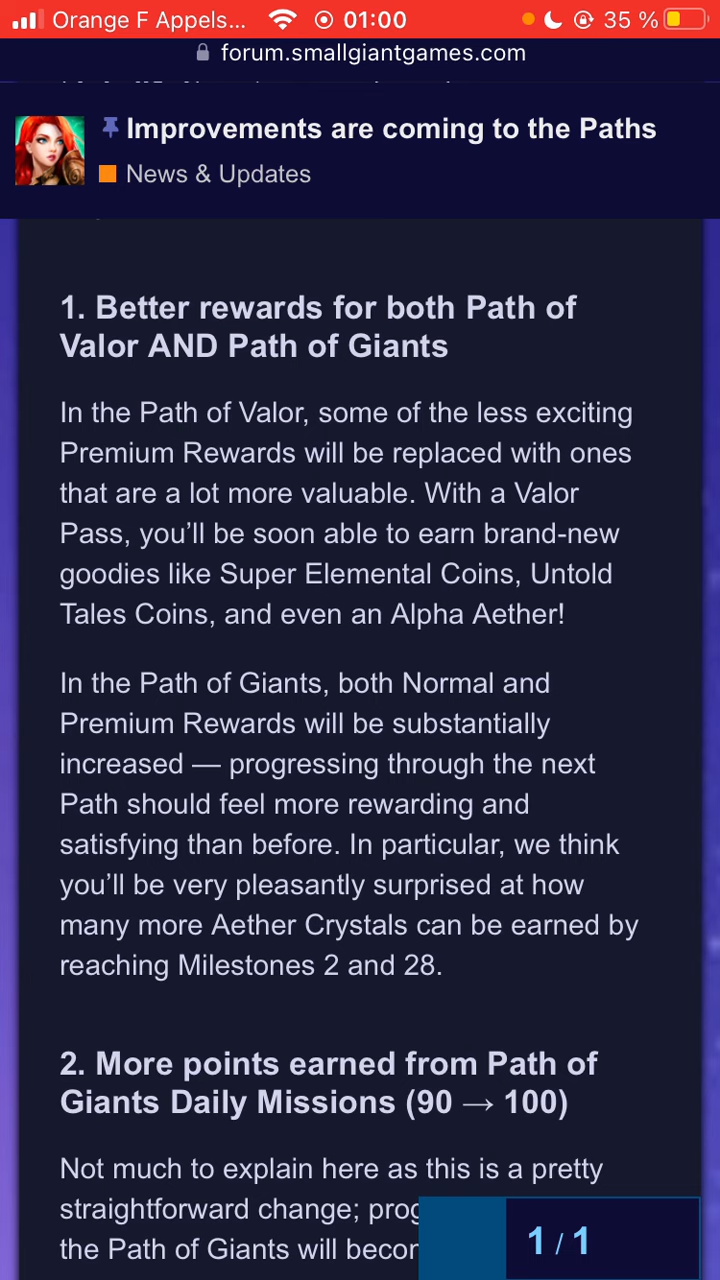 Orange F Appels... 01:00 35 %
forum.smallgiantgames.com
Improvements are coming to the Paths
News & Updates
1. Better rewards for both Path of
Valor AND Path of Giants
In the Path of Valor, some of the less exciting
Premium Rewards will be replaced with ones
that are a lot more valuable. With a Valor
Pass, you’ll be soon able to earn brand-new
goodies like Super Elemental Coins, Untold
Tales Coins, and even an Alpha Aether!
In the Path of Giants, both Normal and
Premium Rewards will be substantially
increased — progressing through the next
Path should feel more rewarding and
satisfying than before. In particular, we think
you’ll be very pleasantly surprised at how
many more Aether Crystals can be earned by
reaching Milestones 2 and 28.
2. More points earned from Path of
Giants Daily Missions (90 → 100)
Not much to explain here as this is a pretty
straightforward change; prog
the Path of Giants will becor
1 / 1